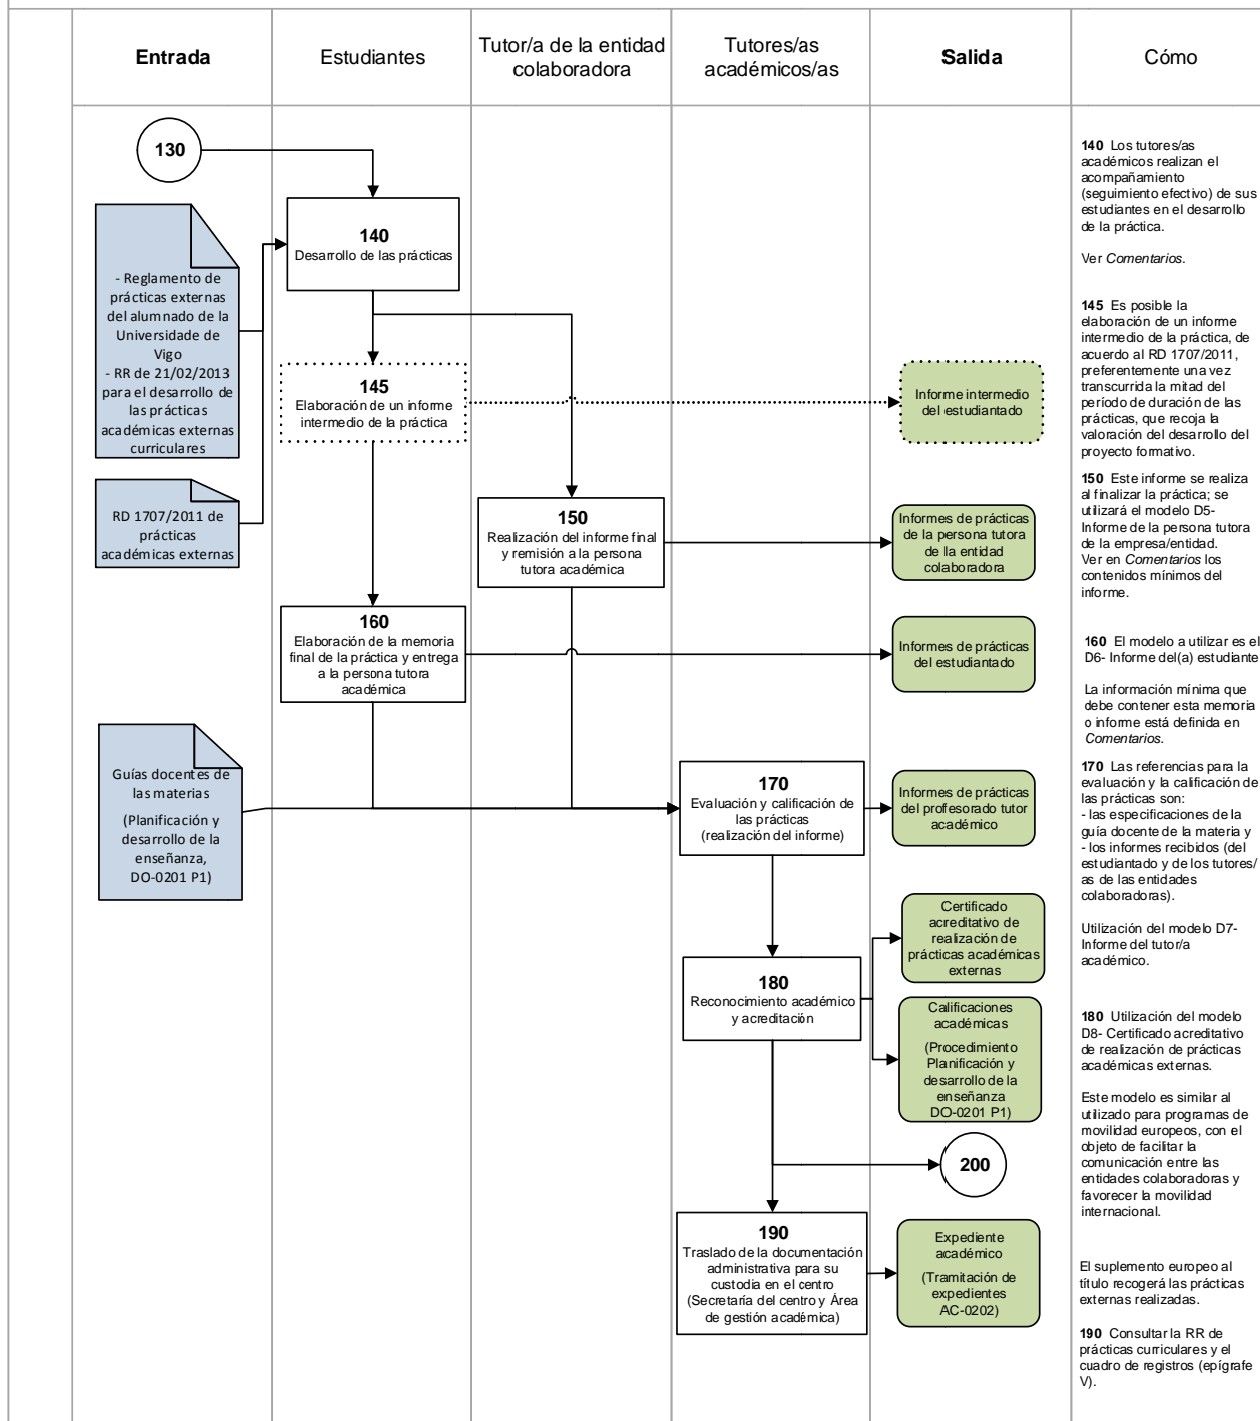 Entrada
Estudiantes
Tutor/a de la entidad
colaboradora
Tutores/as
académicos/as
Salida
Cómo
130
- Reglamento de
prácticas externas
del alumnado de la
Universidade de
Vigo
- RR de 21/02/2013
para el desarrollo de
las prácticas
académicas externas
curriculares
RD 1707/2011 de
prácticas
académicas externas
140
Desarrollo de las prácticas
145
Elaboración de un informe
intermedio de la práctica
Informe intermedio
del estudiantado
150
Realización del informe final
y remisión a la persona
tutora académica
Informes de prácticas
de la persona tutora
de la entidad
colaboradora
160
Elaboración de la memoria
final de la práctica y entrega
a la persona tutora
académica
Informes de prácticas
del estudiantado
Guías docentes de
las materias
(Planificación y
desarrollo de la
enseñanza,
DO-0201 P1)
170
Evaluación y calificación de
las prácticas
(realización del informe)
Informes de prácticas
del profesorado tutor
académico
180
Reconocimiento académico
y acreditación
Certificado
acreditativo de
realización de
prácticas académicas
externas
Calificaciones
académicas
(Procedimiento
Planificación y
desarrollo de la
enseñanza
DO-0201 P1)
200
190
Traslado de la documentación
administrativa para su
custodia en el centro
(Secretaría del centro y Área
de gestión académica)
Expediente
académico
(Tramitación de
expedientes
AC-0202)
140 Los tutores/as
académicos realizan el
acompañamiento
(seguimiento efectivo) de sus
estudiantes en el desarrollo
de la práctica.
Ver Comentarios.
145 Es posible la
elaboración de un informe
intermedio de la práctica, de
acuerdo al RD 1707/2011,
preferentemente una vez
transcurrida la mitad del
período de duración de las
prácticas, que recoja la
valoración del desarrollo del
proyecto formativo.
150 Este informe se realiza
al finalizar la práctica; se
utilizará el modelo D5-
Informe de la persona tutora
de la empresa/entidad.
Ver en Comentarios los
contenidos mínimos del
informe.
160 El modelo a utilizar es el
D6- Informe del(a) estudiante
La información mínima que
debe contener esta memoria
o informe está definida en
Comentarios.
170 Las referencias para la
evaluación y la calificación de
las prácticas son:
- las especificaciones de la
guía docente de la materia y
- los informes recibidos (del
estudiantado y de los tutores/
as de las entidades
colaboradoras).
Utilización del modelo D7-
Informe del tutor/a
académico.
180 Utilización del modelo
D8- Certificado acreditativo
de realización de prácticas
académicas externas.
Este modelo es similar al
utilizado para programas de
movilidad europeos, con el
objeto de facilitar la
comunicación entre las
entidades colaboradoras y
favorecer la movilidad
internacional.
El suplemento europeo al
título recogerá las prácticas
externas realizadas.
190 Consultar la RR de
prácticas curriculares y el
cuadro de registros (epígrafe
V).